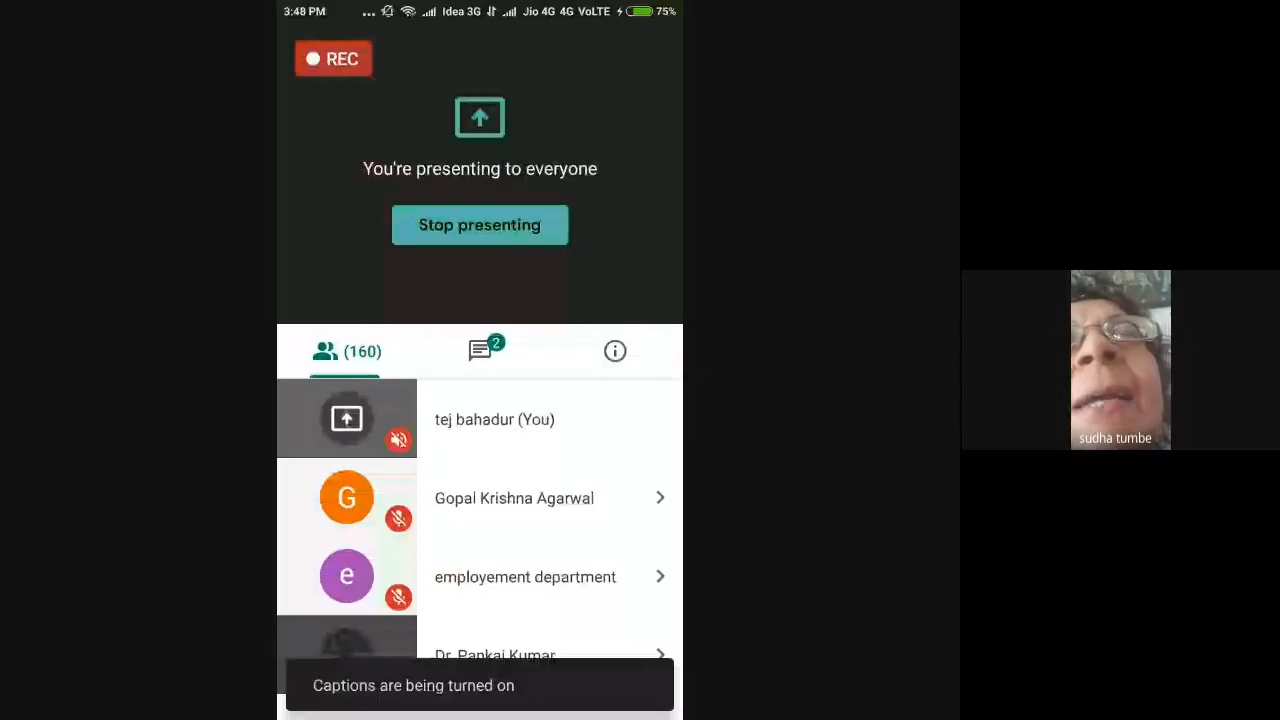 3:48 PM ... Idea 3G Jio 4G 4G VoLTE 75%
REC
You're presenting to everyone
Stop presenting
(160) 2
tej bahadur (You)
G Gopal Krishna Agarwal
e employement department
Dr. Pankaj Kumar
Captions are being turned on
sudha tumbe